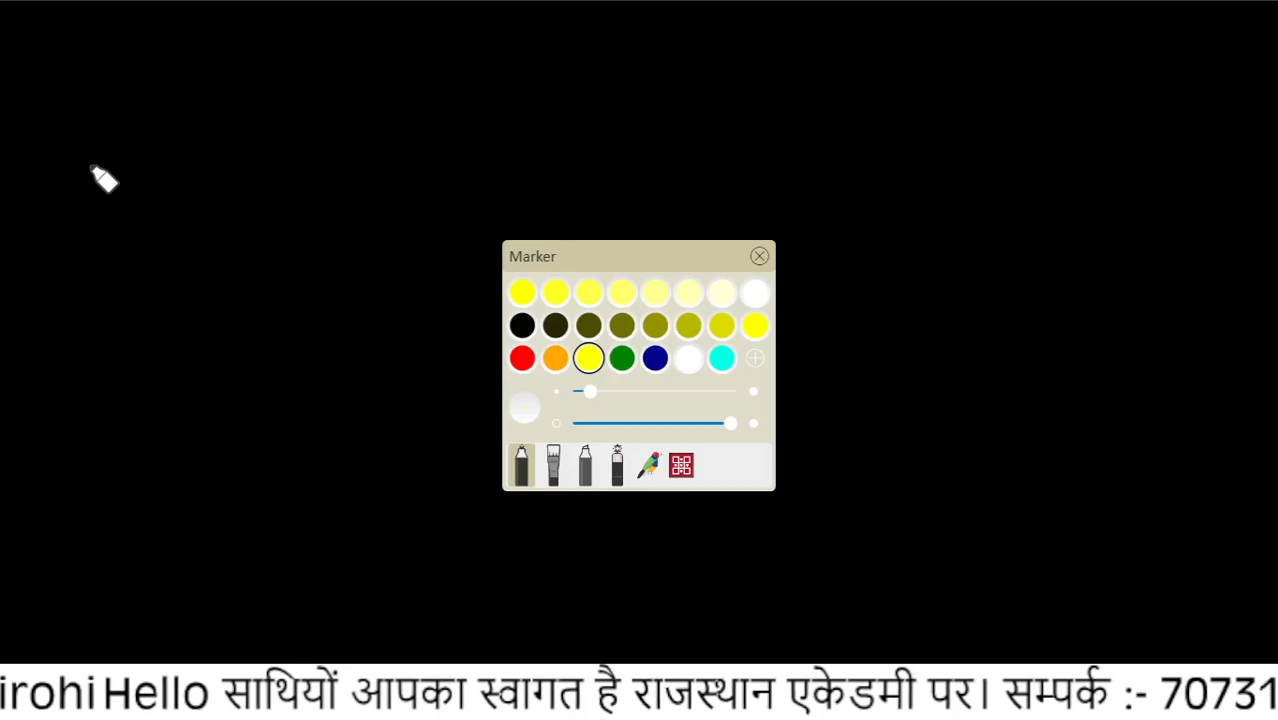 Marker
irohi Hello साथियों आपका स्वागत है राजस्थान एकेडमी पर। सम्पर्क :- 70731